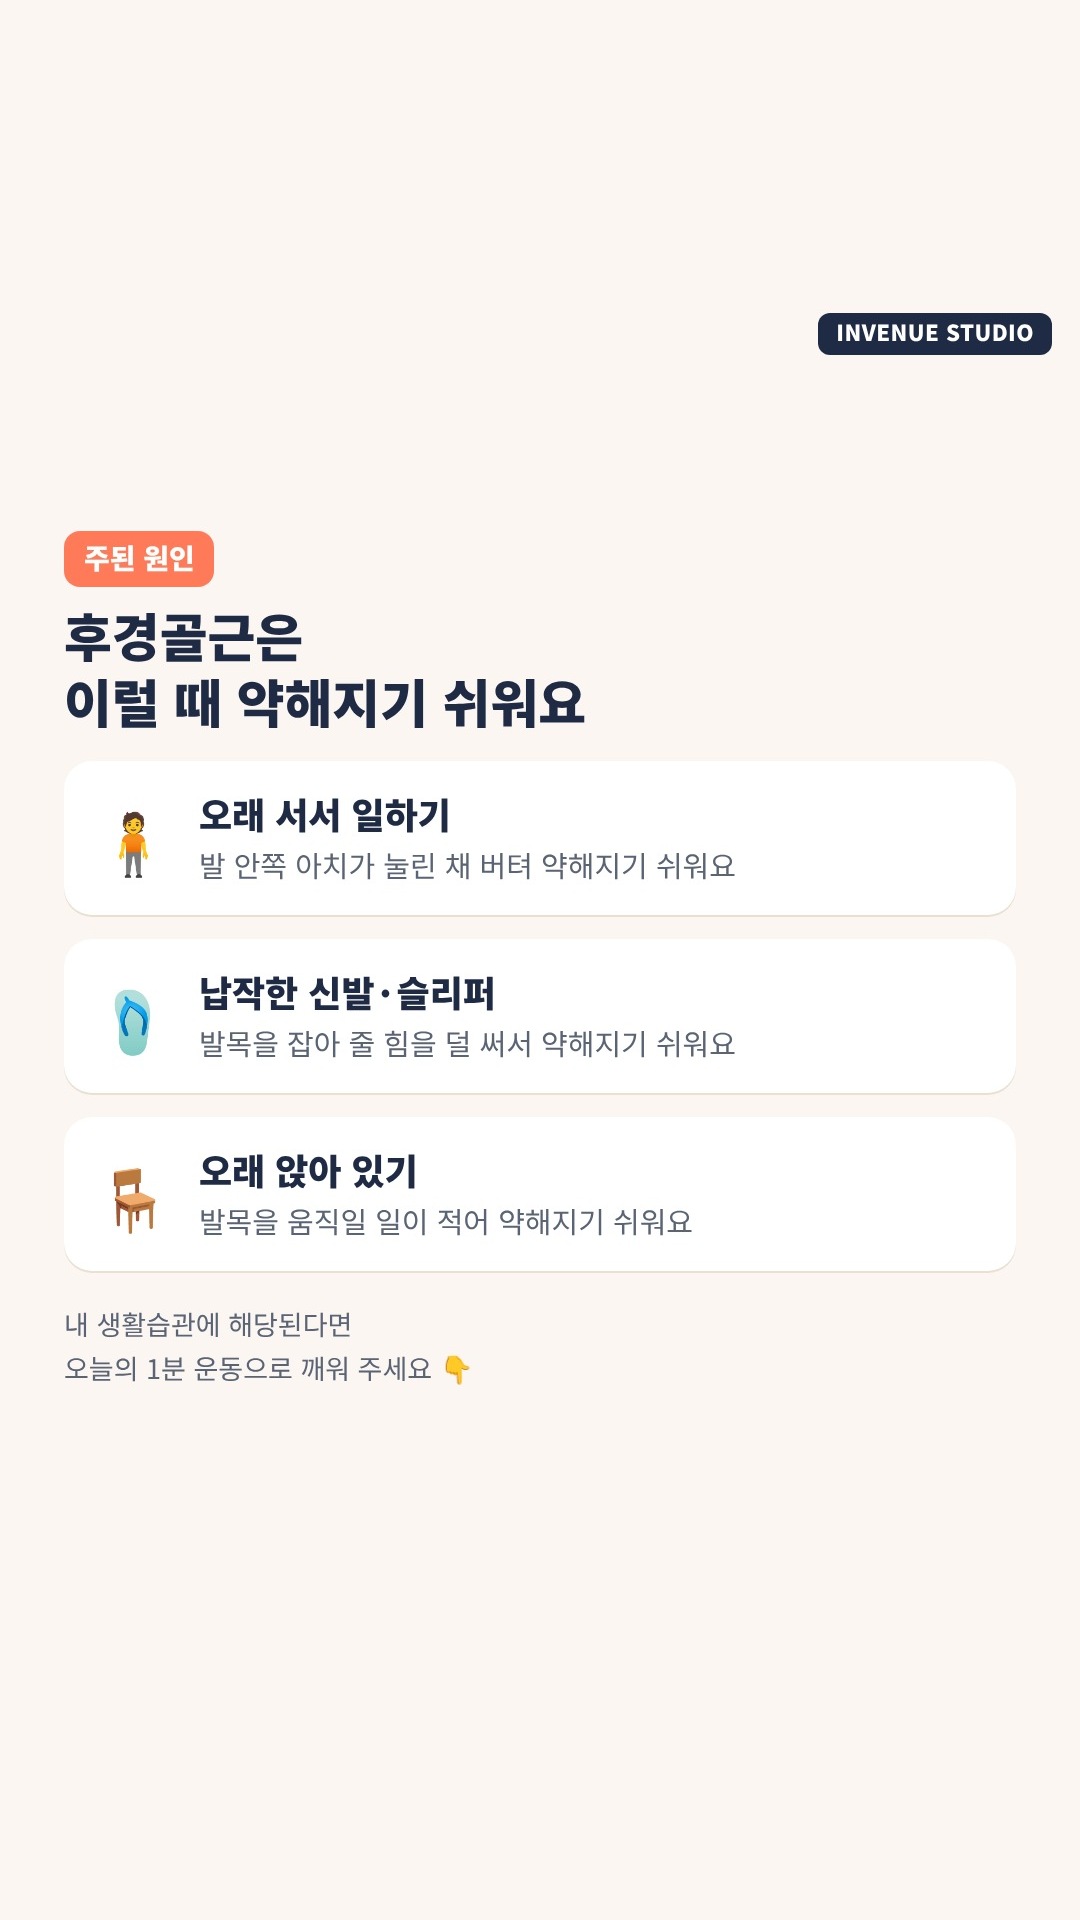 INVENUE STUDIO
주된 원인
후경골근은
이럴 때 약해지기 쉬워요
오래 서서 일하기
발 안쪽 아치가 눌린 채 버텨 약해지기 쉬워요
납작한 신발·슬리퍼
발목을 잡아 줄 힘을 덜 써서 약해지기 쉬워요
오래 앉아 있기
발목을 움직일 일이 적어 약해지기 쉬워요
내 생활습관에 해당된다면
오늘의 1분 운동으로 깨워 주세요 👇